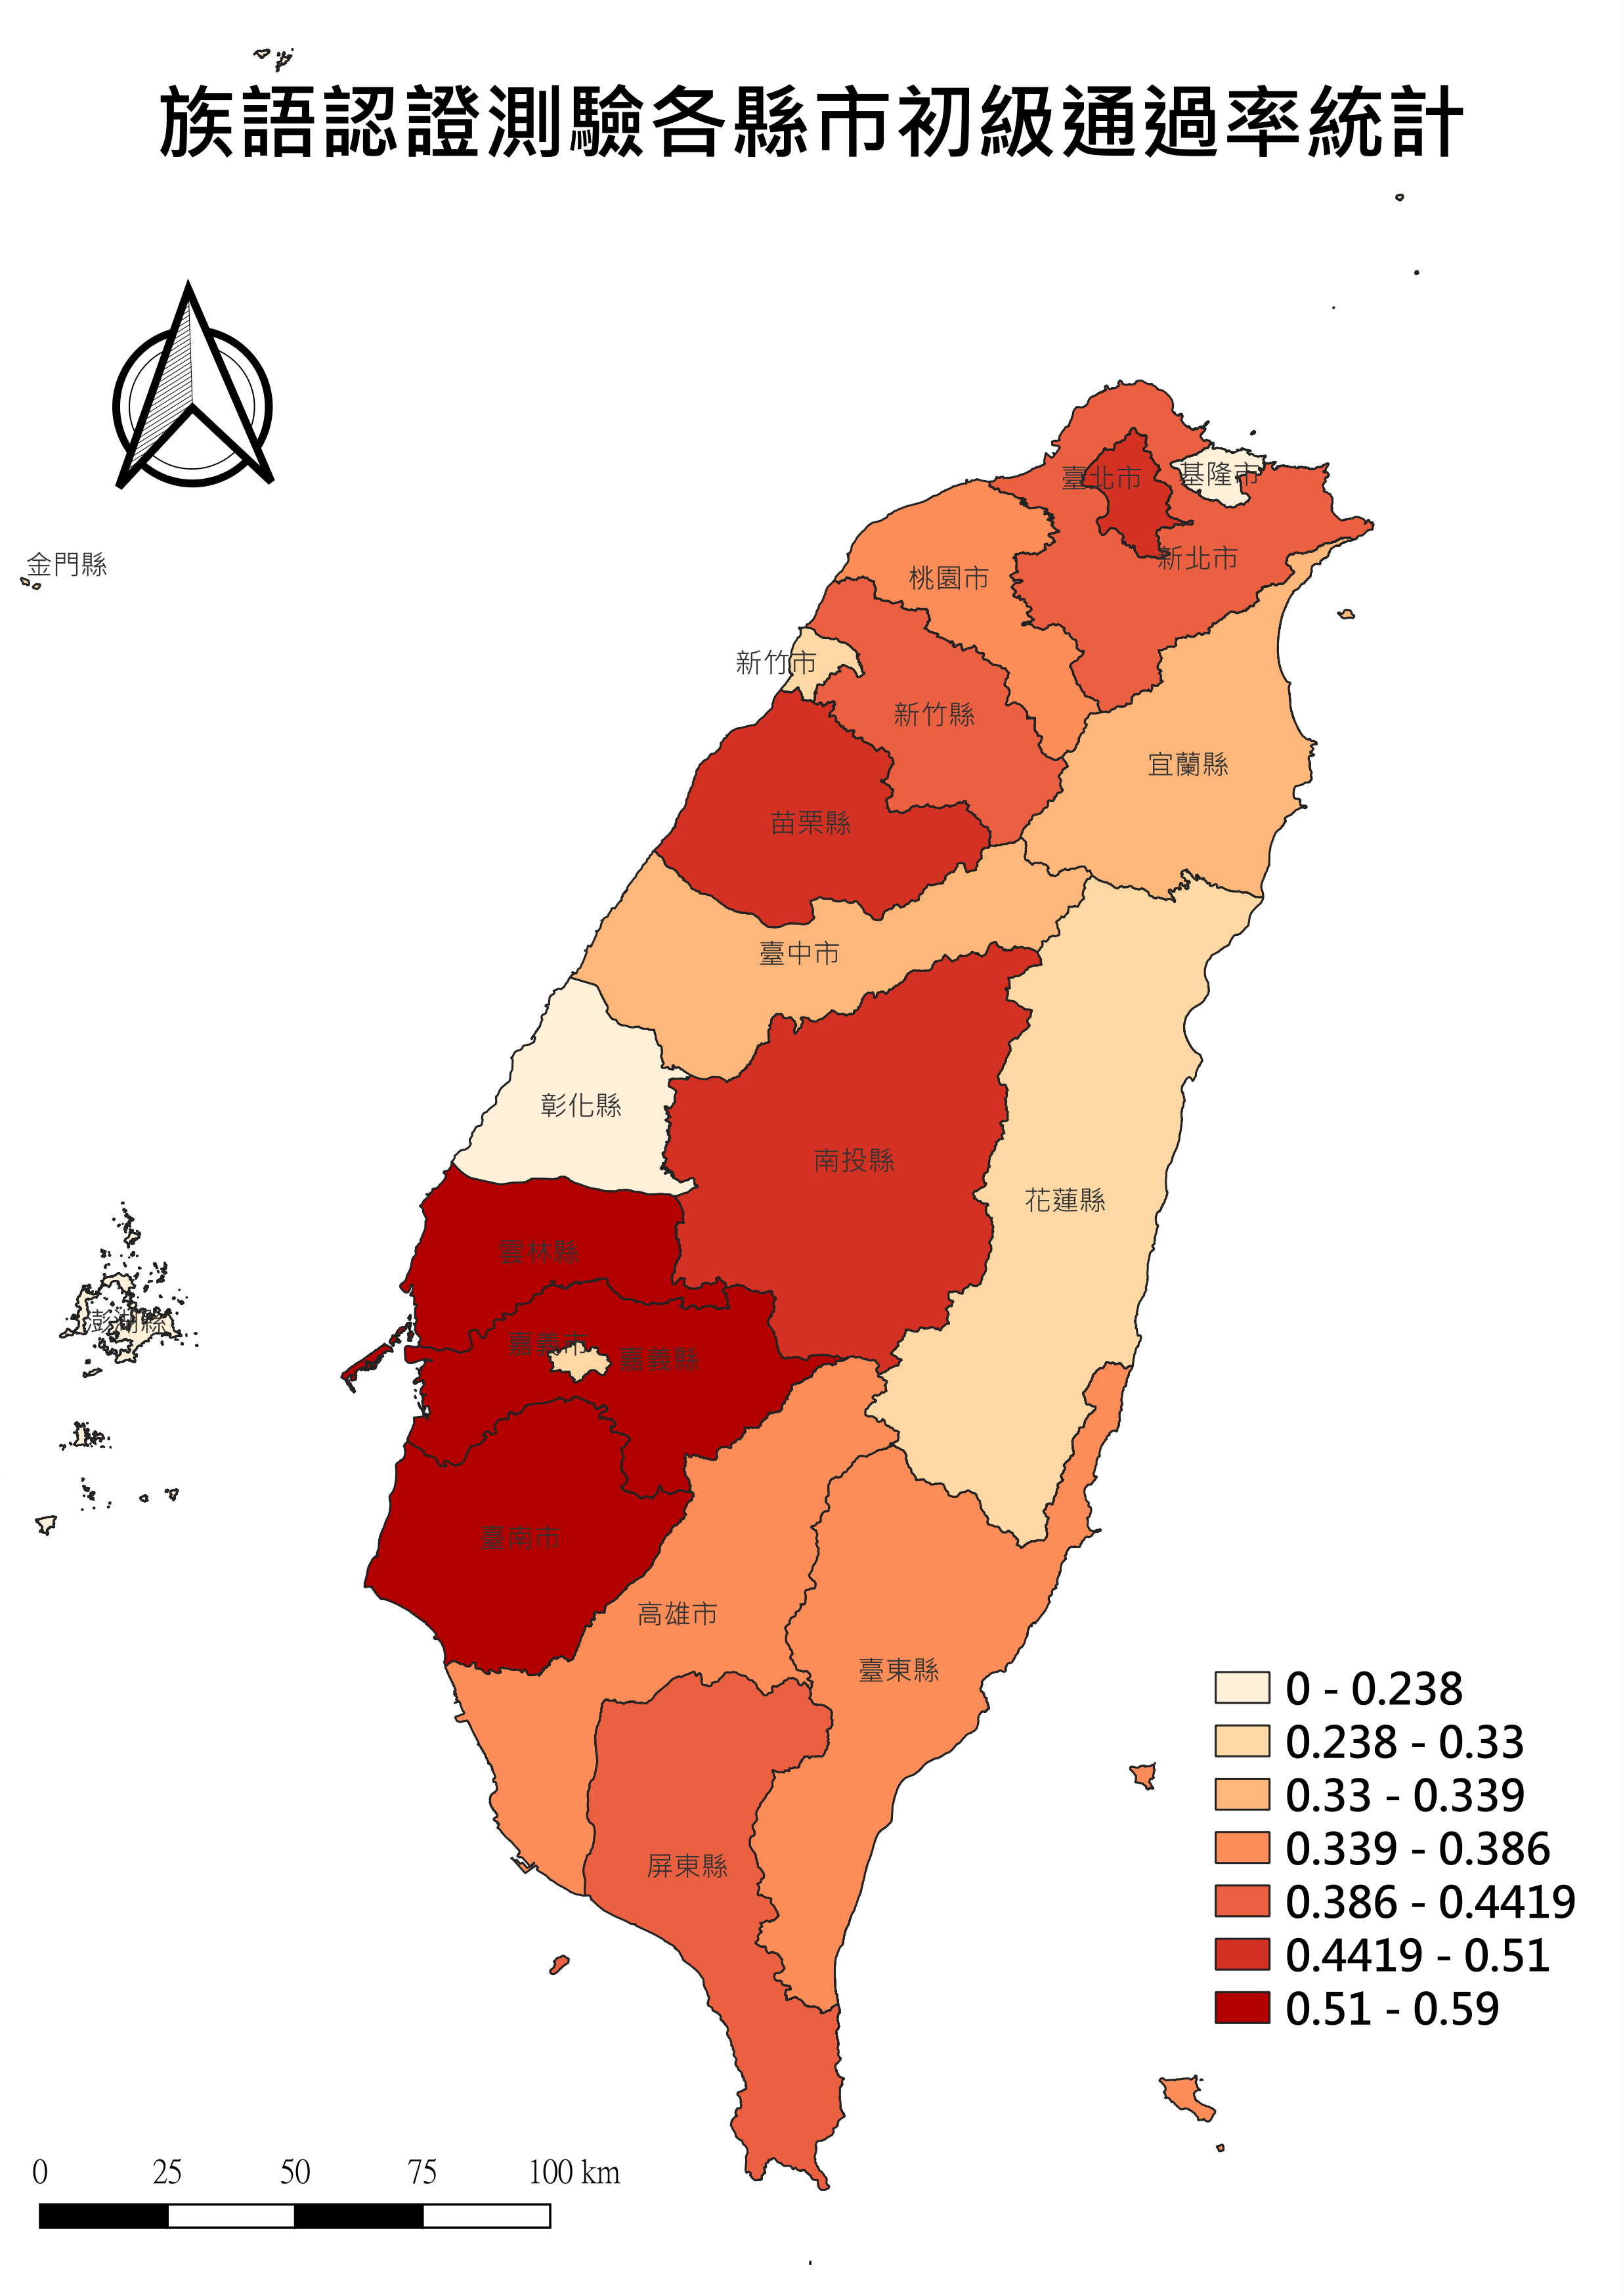 族語認證測驗各縣市初級通過率統計
臺北市
基隆市
新北市
金門縣
桃園市
新竹市
新竹縣
宜蘭縣
苗栗縣
臺中市
彰化縣
南投縣
花蓮縣
雲林縣
澎湖縣
嘉義市
嘉義縣
臺南市
高雄市
臺東縣
屏東縣
0 - 0.238
0.238 - 0.33
0.33 - 0.339
0.339 - 0.386
0.386 - 0.4419
0.4419 - 0.51
0.51 - 0.59
0 25 50 75 100 km